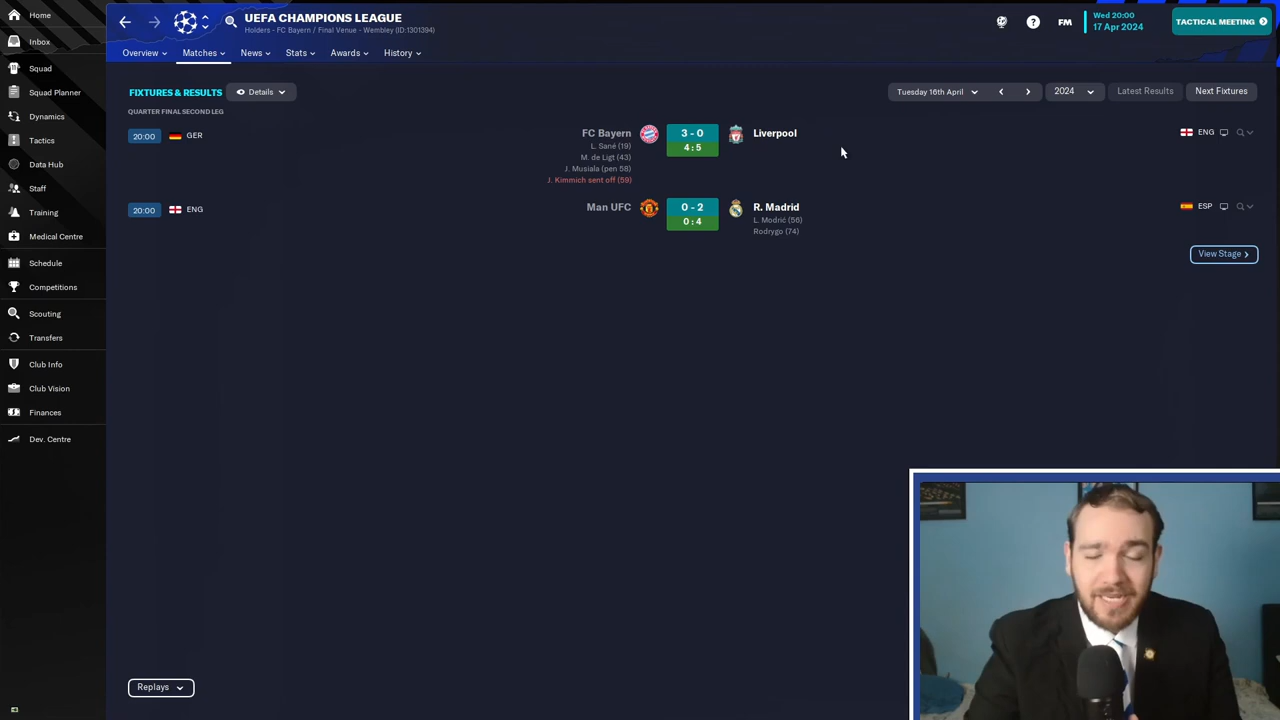 Home
Inbox
Squad
Squad Planner
Dynamics
Tactics
Data Hub
Staff
Training
Medical Centre
Schedule
Competitions
Scouting
Transfers
Club Info
Club Vision
Finances
Dev. Centre
UEFA CHAMPIONS LEAGUE
Holders - FC Bayern / Final Venue - Wembley (ID:1301394)
FM
Wed 20:00
17 Apr 2024
TACTICAL MEETING
Overview Matches News Stats Awards History
FIXTURES & RESULTS Details Tuesday 16th April 2024 Latest Results Next Fixtures
QUARTER FINAL SECOND LEG
20:00 GER FC Bayern 3 - 0 Liverpool ENG
L. Sané (19) 4 : 5
M. de Ligt (43)
J. Musiala (pen 58)
J. Kimmich sent off (59)
20:00 ENG Man UFC 0 - 2 R. Madrid ESP
0 : 4 L. Modrić (56)
Rodrygo (74)
View Stage
Replays